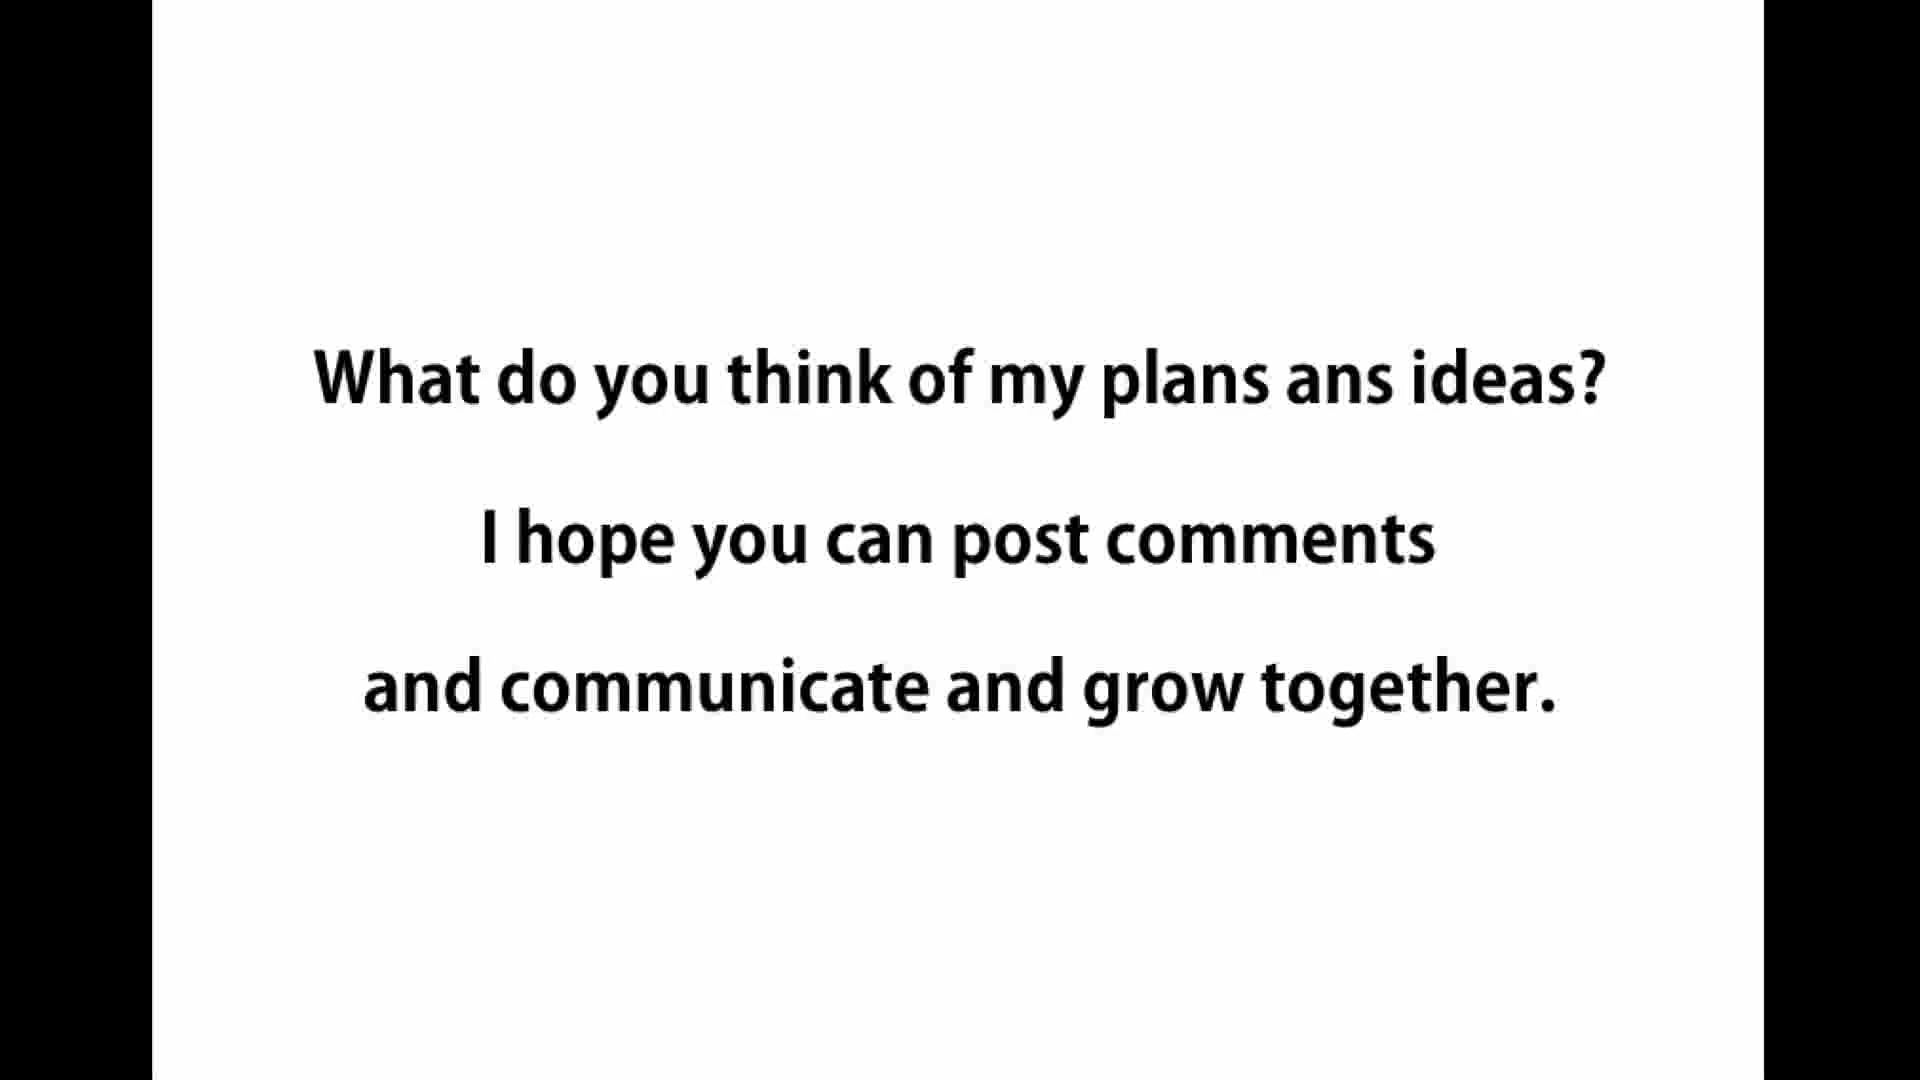 What do you think of my plans ans ideas?
I hope you can post comments
and communicate and grow together.